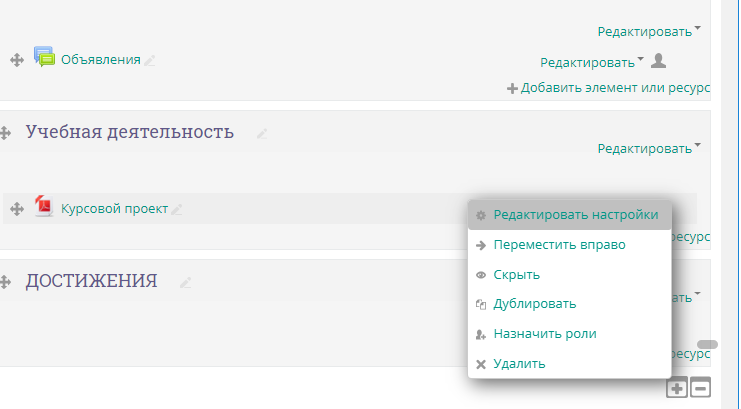 Редактировать
Объявления
Редактировать
Добавить элемент или ресурс
Учебная деятельность
Редактировать
Курсовой проект
Редактировать настройки
ресурс
Переместить вправо
Скрыть
ДОСТИЖЕНИЯ
ать
Дублировать
Назначить роли
ресурс
Удалить